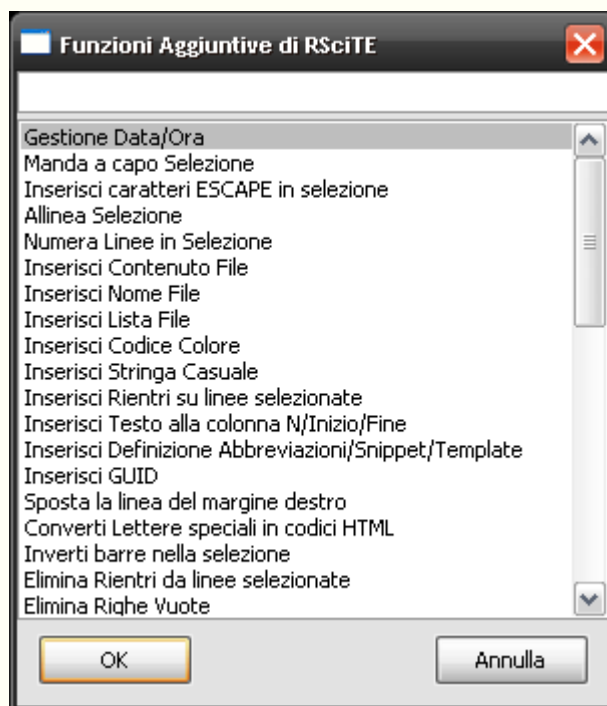 Funzioni Aggiuntive di RSciTE
Gestione Data/Ora
Manda a capo Selezione
Inserisci caratteri ESCAPE in selezione
Allinea Selezione
Numera Linee in Selezione
Inserisci Contenuto File
Inserisci Nome File
Inserisci Lista File
Inserisci Codice Colore
Inserisci Stringa Casuale
Inserisci Rientri su linee selezionate
Inserisci Testo alla colonna N/Inizio/Fine
Inserisci Definizione Abbreviazioni/Snippet/Template
Inserisci GUID
Sposta la linea del margine destro
Converti Lettere speciali in codici HTML
Inverti barre nella selezione
Elimina Rientri da linee selezionate
Elimina Righe Vuote
OK Annulla